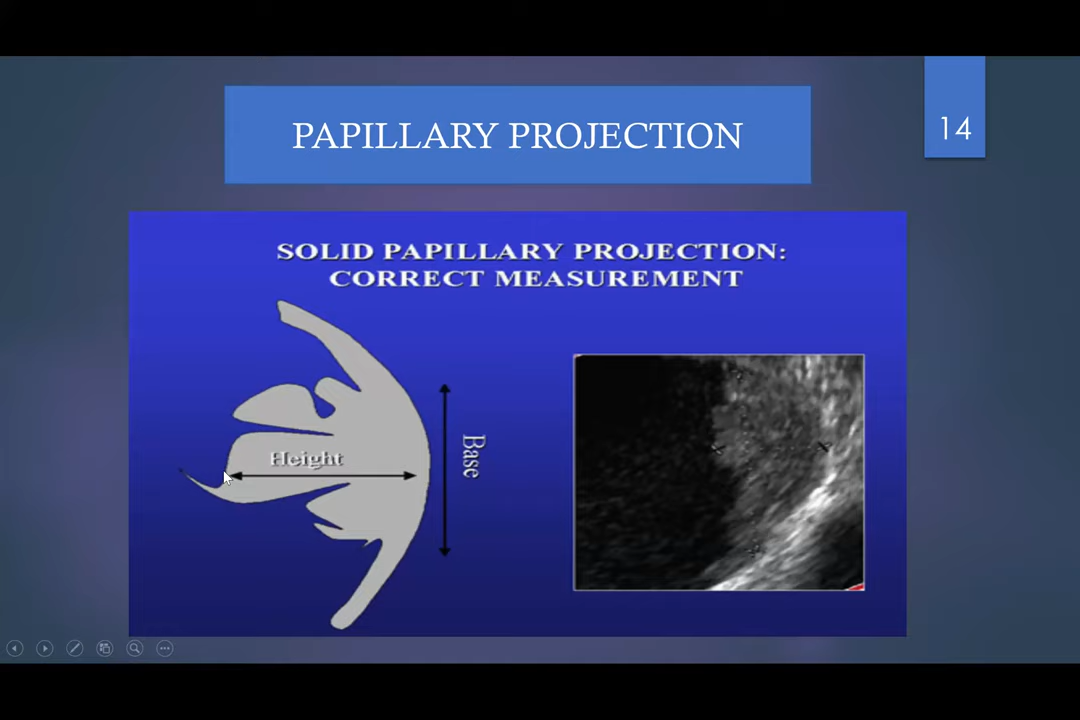 PAPILLARY PROJECTION
14
SOLID PAPILLARY PROJECTION:
CORRECT MEASUREMENT
Height
Base